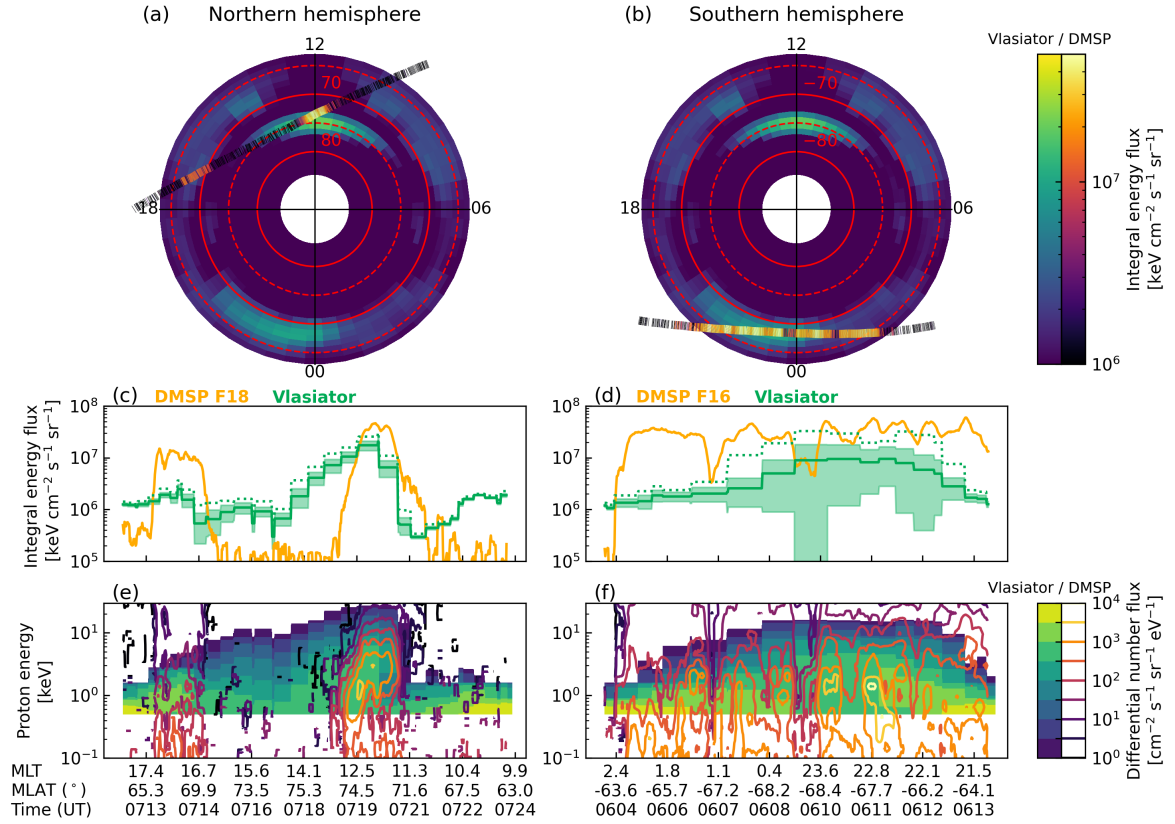 (a) Northern hemisphere
(b) Southern hemisphere
Vlasiator / DMSP
12
12
70
80
−70
−80
18
06
18
06
00
00
10⁷
10⁶
Integral energy flux
[keV cm⁻² s⁻¹ sr⁻¹]
(c) DMSP F18 Vlasiator
(d) DMSP F16 Vlasiator
Integral energy flux
[keV cm⁻² s⁻¹ sr⁻¹]
10⁸
10⁷
10⁶
10⁵
10⁸
10⁷
10⁶
10⁵
(e)
(f)
Vlasiator / DMSP
Proton energy
[keV]
10¹
10⁰
10⁻¹
10¹
10⁰
10⁻¹
10⁴
10³
10²
10¹
10⁰
Differential number flux
[cm⁻² s⁻¹ sr⁻¹ eV⁻¹]
MLT 17.4 16.7 15.6 14.1 12.5 11.3 10.4 9.9 2.4 1.8 1.1 0.4 23.6 22.8 22.1 21.5
MLAT (°) 65.3 69.9 73.5 75.3 74.5 71.6 67.5 63.0 -63.6 -65.7 -67.2 -68.2 -68.4 -67.7 -66.2 -64.1
Time (UT) 0713 0714 0716 0718 0719 0721 0722 0724 0604 0606 0607 0608 0610 0611 0612 0613